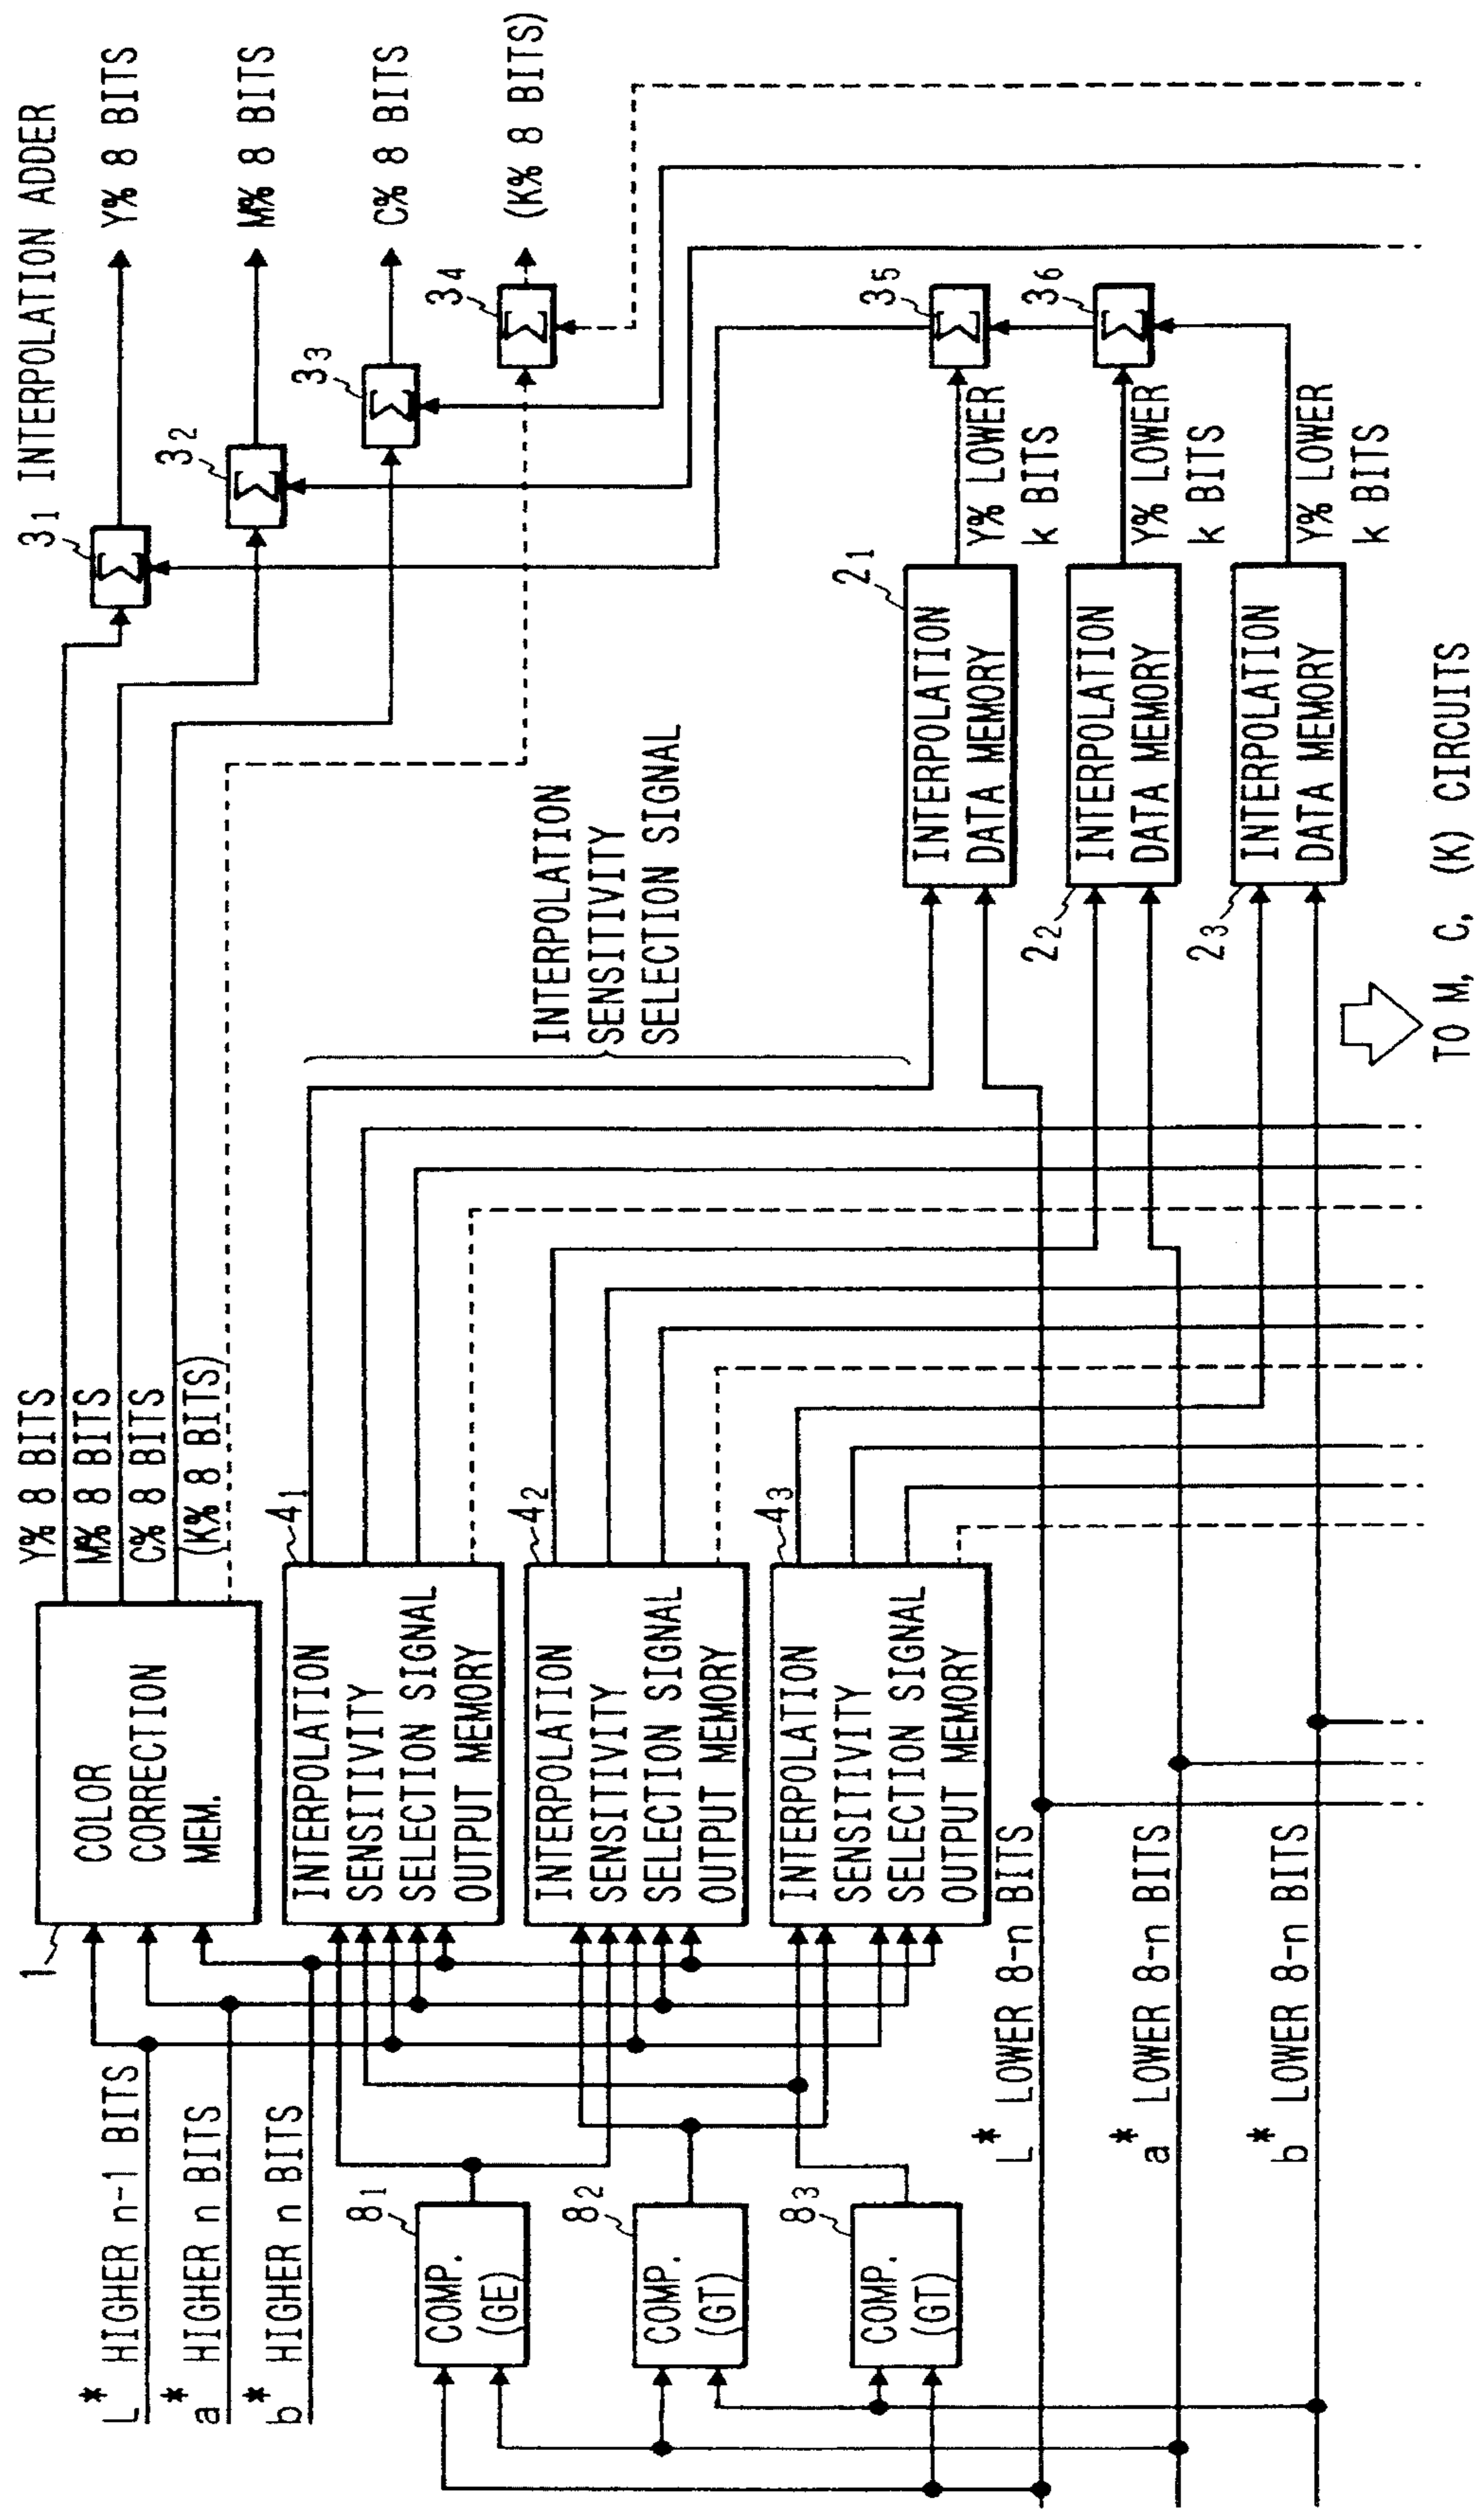 L* HIGHER n-1 BITS
a* HIGHER n BITS
b* HIGHER n BITS
1
COLOR
CORRECTION
MEM.
Y% 8 BITS
M% 8 BITS
C% 8 BITS
(K% 8 BITS)
31 INTERPOLATION ADDER
Y% 8 BITS
32
M% 8 BITS
33
C% 8 BITS
34
(K% 8 BITS)
81
COMP.
(GE)
82
COMP.
(GT)
83
COMP.
(GT)
41
INTERPOLATION
SENSITIVITY
SELECTION SIGNAL
OUTPUT MEMORY
42
INTERPOLATION
SENSITIVITY
SELECTION SIGNAL
OUTPUT MEMORY
43
INTERPOLATION
SENSITIVITY
SELECTION SIGNAL
OUTPUT MEMORY
INTERPOLATION
SENSITIVITY
SELECTION SIGNAL
L* LOWER 8-n BITS
a* LOWER 8-n BITS
b* LOWER 8-n BITS
21
INTERPOLATION
DATA MEMORY
Y% LOWER
k BITS
35
22
INTERPOLATION
DATA MEMORY
Y% LOWER
k BITS
36
23
INTERPOLATION
DATA MEMORY
Y% LOWER
k BITS
TO M, C, (K) CIRCUITS
Σ
Σ
Σ
Σ
Σ
Σ